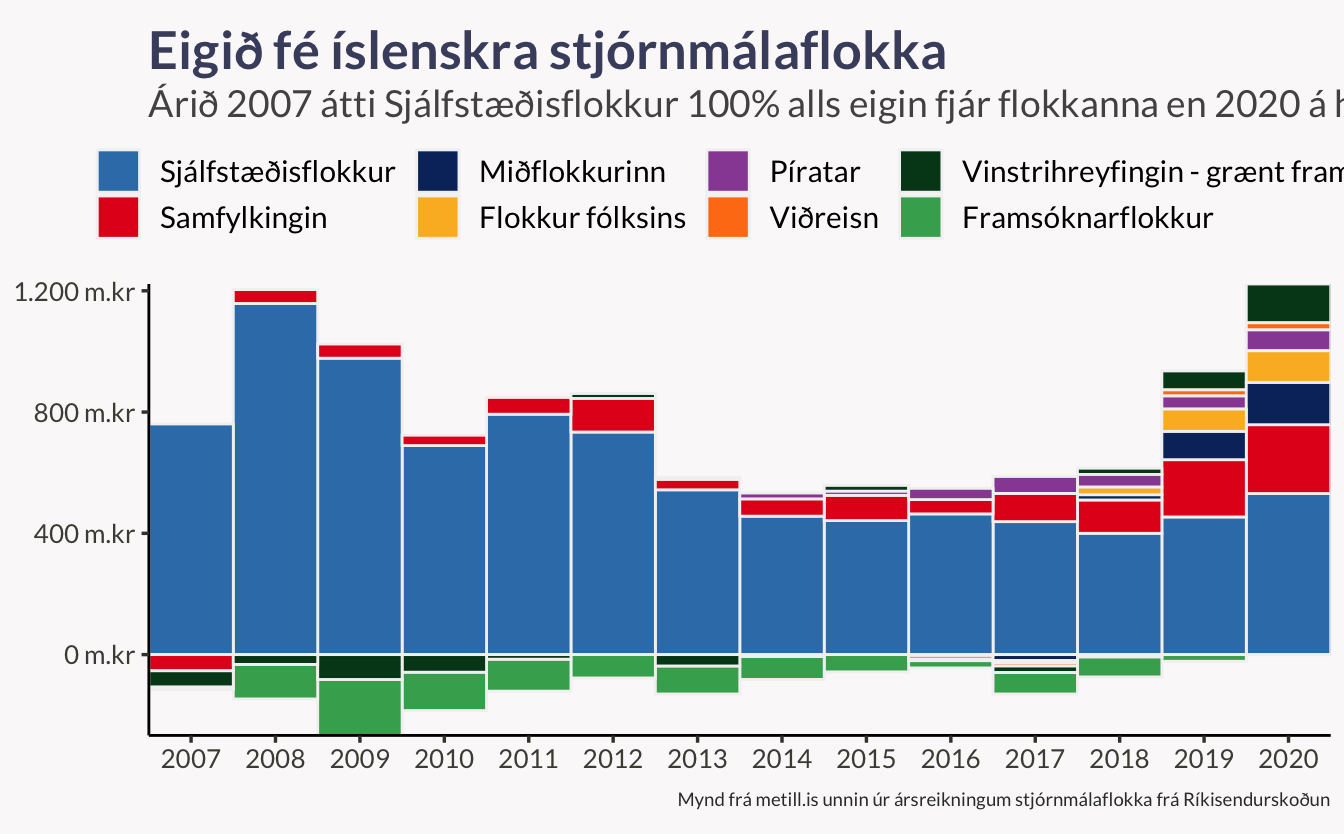 Eigið fé íslenskra stjórnmálaflokka
Árið 2007 átti Sjálfstæðisflokkur 100% alls eigin fjár flokkanna en 2020 á
Sjálfstæðisflokkur Miðflokkurinn Píratar Vinstrihreyfingin - grænt fram
Samfylkingin Flokkur fólksins Viðreisn Framsóknarflokkur
1.200 m.kr
800 m.kr
400 m.kr
0 m.kr
2007 2008 2009 2010 2011 2012 2013 2014 2015 2016 2017 2018 2019 2020
Mynd frá metill.is unnin úr ársreikningum stjórnmálaflokka frá Ríkisendurskoðun